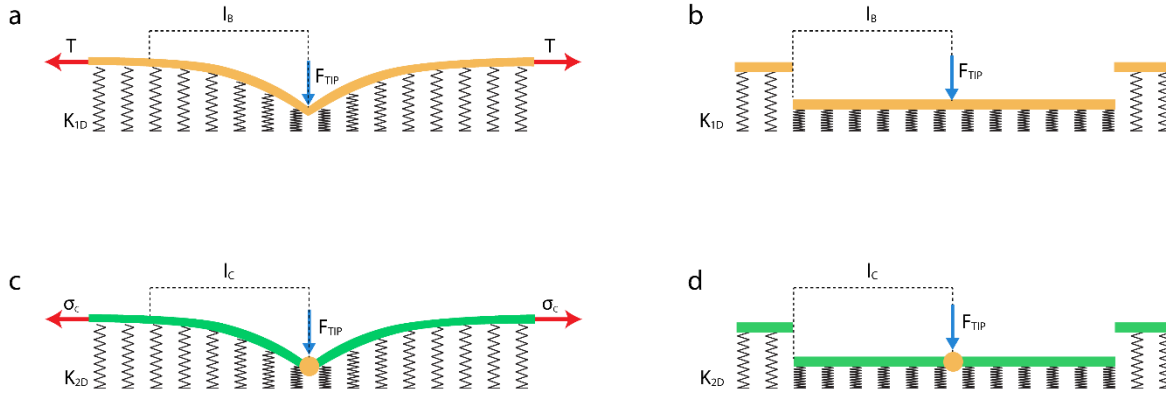 a
l_B
T
T
F_TIP
K_1D
b
l_B
F_TIP
K_1D
c
l_C
σ_c
σ_c
F_TIP
K_2D
d
l_C
F_TIP
K_2D